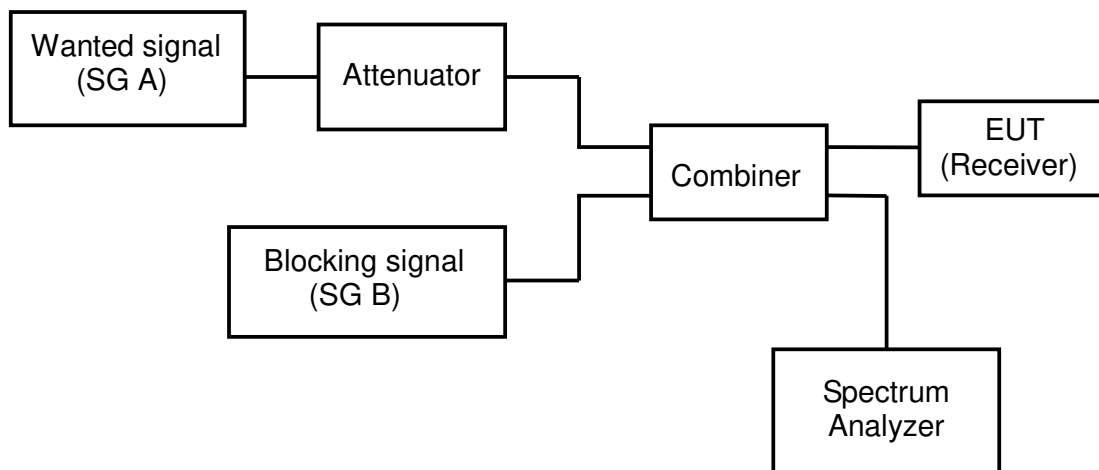 Wanted signal
(SG A)
Attenuator
Combiner
EUT
(Receiver)
Blocking signal
(SG B)
Spectrum
Analyzer